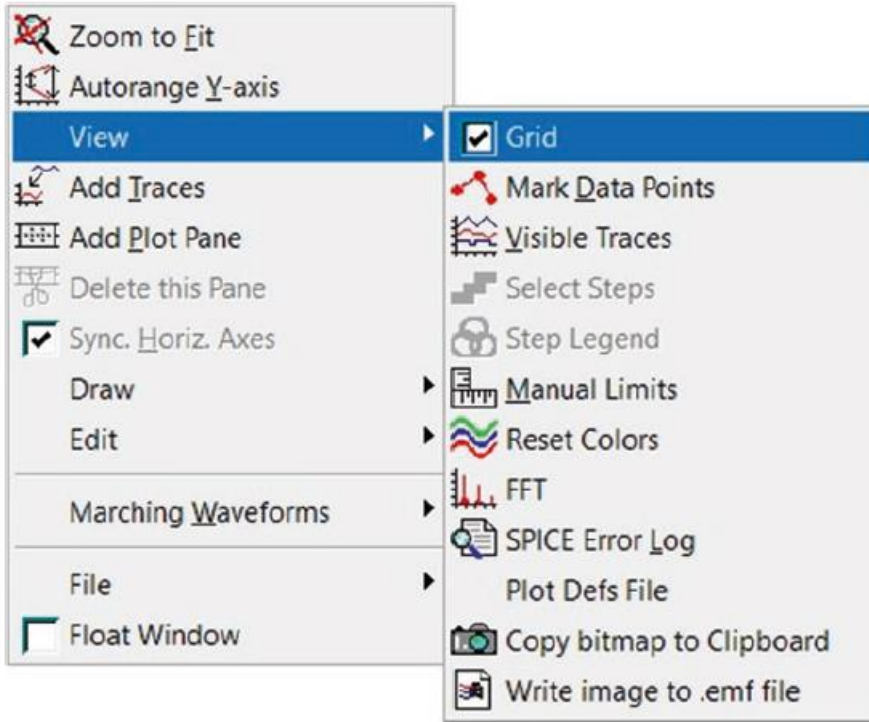 Zoom to Fit
Autorange Y-axis
View
Add Traces
Add Plot Pane
Delete this Pane
Sync. Horiz. Axes
Draw
Edit
Marching Waveforms
File
Float Window
Grid
Mark Data Points
Visible Traces
Select Steps
Step Legend
Manual Limits
Reset Colors
FFT
SPICE Error Log
Plot Defs File
Copy bitmap to Clipboard
Write image to .emf file